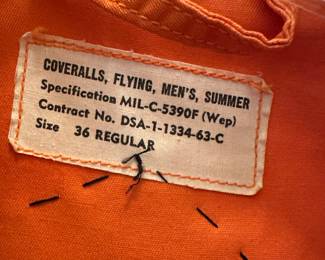 COVERALLS, FLYING, MEN'S, SUMMER
Specification MIL-C-5390F (Wep)
Contract No. DSA-1-1334-63-C
Size 36 REGULAR